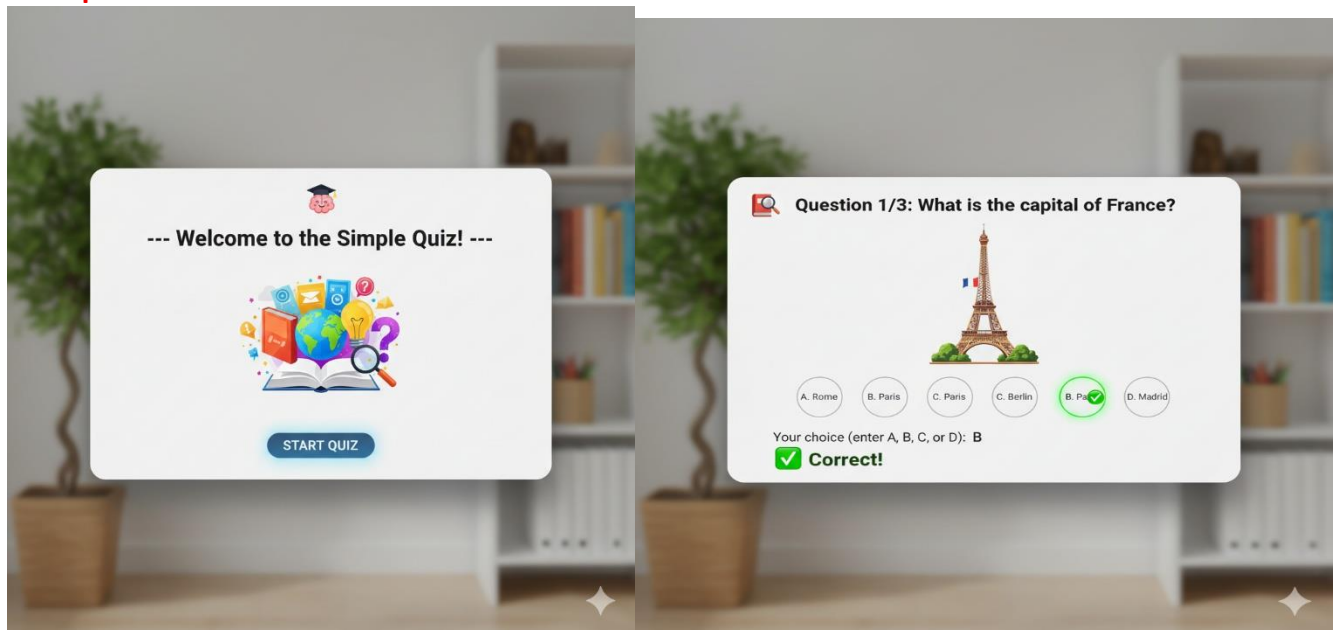 --- Welcome to the Simple Quiz! ---
START QUIZ
Question 1/3: What is the capital of France?
A. Rome B. Paris C. Paris C. Berlin B. Pa D. Madrid
Your choice (enter A, B, C, or D): B
Correct!